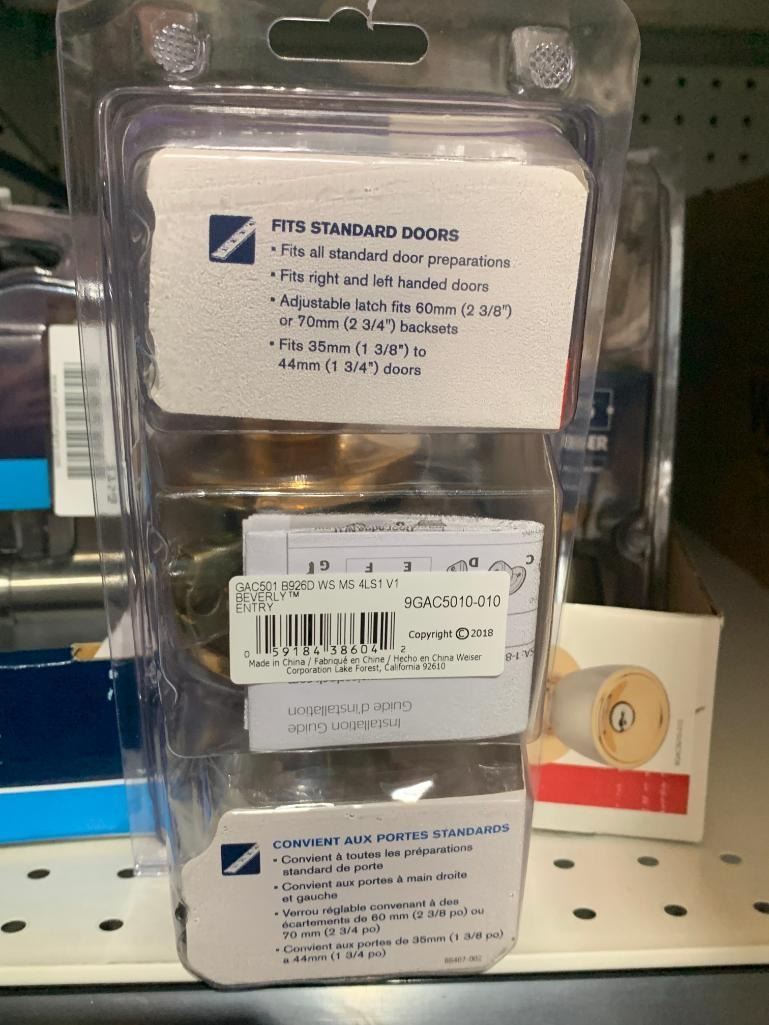 FITS STANDARD DOORS
• Fits all standard door preparations
• Fits right and left handed doors
• Adjustable latch fits 60mm (2 3/8")
or 70mm (2 3/4") backsets
• Fits 35mm (1 3/8") to
44mm (1 3/4") doors
C D E F G
GAC501 B926D WS MS 4LS1 V1
BEVERLY™
ENTRY
9GAC5010-010
Copyright © 2018
0 59184 38604 2
Made in China / Fabriqué en Chine / Hecho en China Weiser
Corporation Lake Forest, California 92610
Guide d'installation
Installation Guide
CONVIENT AUX PORTES STANDARDS
• Convient à toutes les préparations
standard de porte
• Convient aux portes à main droite
et gauche
• Verrou réglable convenant à des
écartements de 60 mm (2 3/8 po) ou
70 mm (2 3/4 po)
• Convient aux portes de 35mm (1 3/8 po)
a 44mm (1 3/4 po)